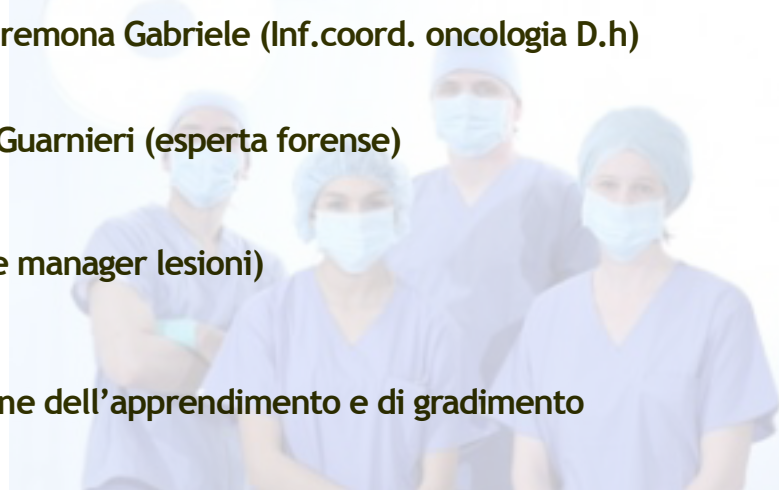 remona Gabriele (Inf.coord. oncologia D.h)
Guarnieri (esperta forense)
e manager lesioni)
ne dell’apprendimento e di gradimento